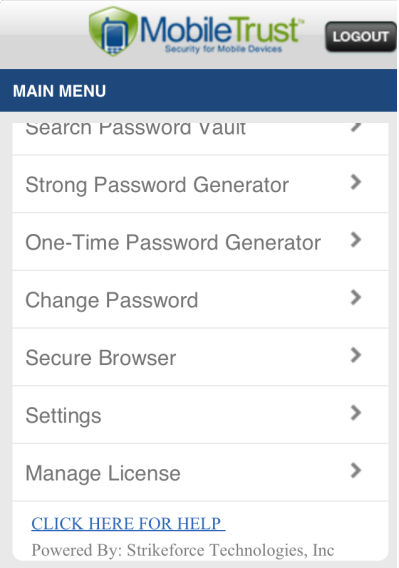 MobileTrust™
Security for Mobile Devices
LOGOUT
MAIN MENU
Search Password Vault
Strong Password Generator
One-Time Password Generator
Change Password
Secure Browser
Settings
Manage License
CLICK HERE FOR HELP
Powered By: Strikeforce Technologies, Inc